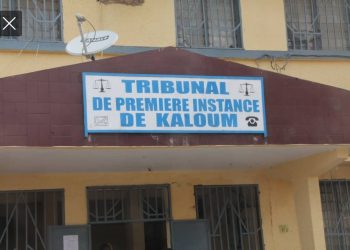 TRIBUNAL
DE PREMIERE INSTANCE
DE KALOUM